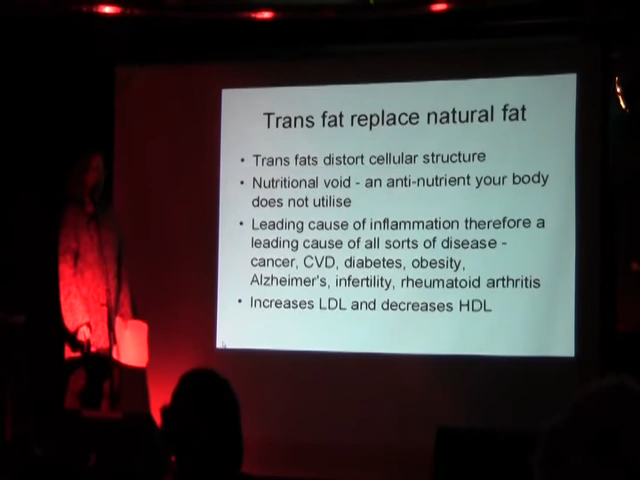 Trans fat replace natural fat
• Trans fats distort cellular structure
• Nutritional void - an anti-nutrient your body
does not utilise
• Leading cause of inflammation therefore a
leading cause of all sorts of disease -
cancer, CVD, diabetes, obesity,
Alzheimer's, infertility, rheumatoid arthritis
• Increases LDL and decreases HDL